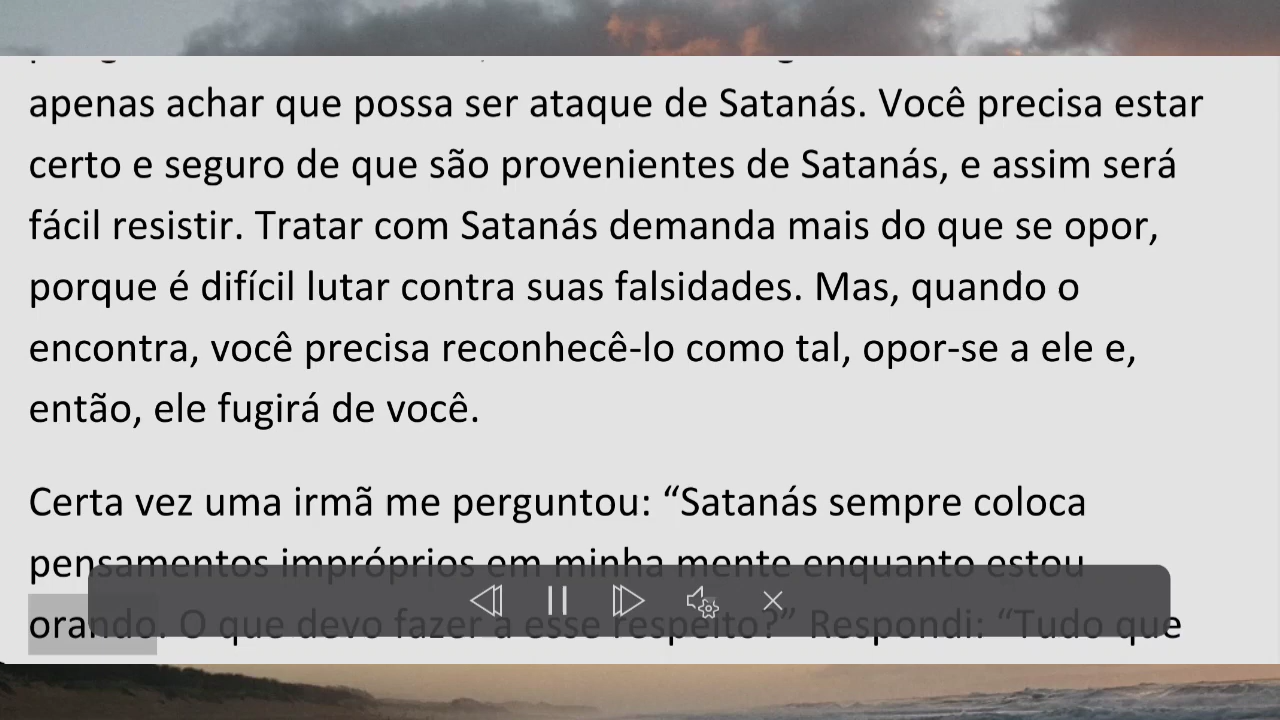 apenas achar que possa ser ataque de Satanás. Você precisa estar
certo e seguro de que são provenientes de Satanás, e assim será
fácil resistir. Tratar com Satanás demanda mais do que se opor,
porque é difícil lutar contra suas falsidades. Mas, quando o
encontra, você precisa reconhecê-lo como tal, opor-se a ele e,
então, ele fugirá de você.
Certa vez uma irmã me perguntou: “Satanás sempre coloca
pensamentos impróprios em minha mente enquanto estou
orando. O que devo fazer a esse respeito?” Respondi: “Tudo que